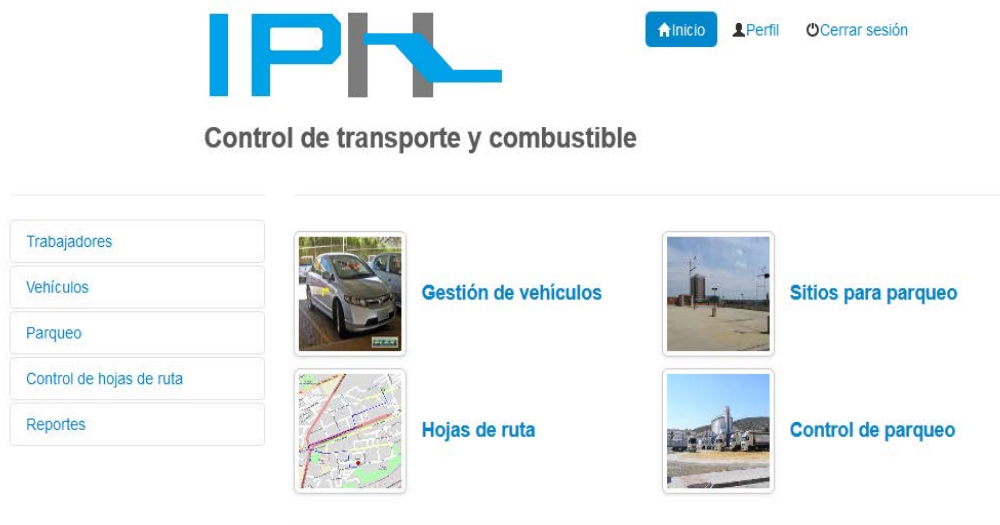 IPH
Inicio
Perfil
Cerrar sesión
Control de transporte y combustible
Trabajadores
Vehículos
Parqueo
Control de hojas de ruta
Reportes
Gestión de vehículos
Sitios para parqueo
Hojas de ruta
Control de parqueo